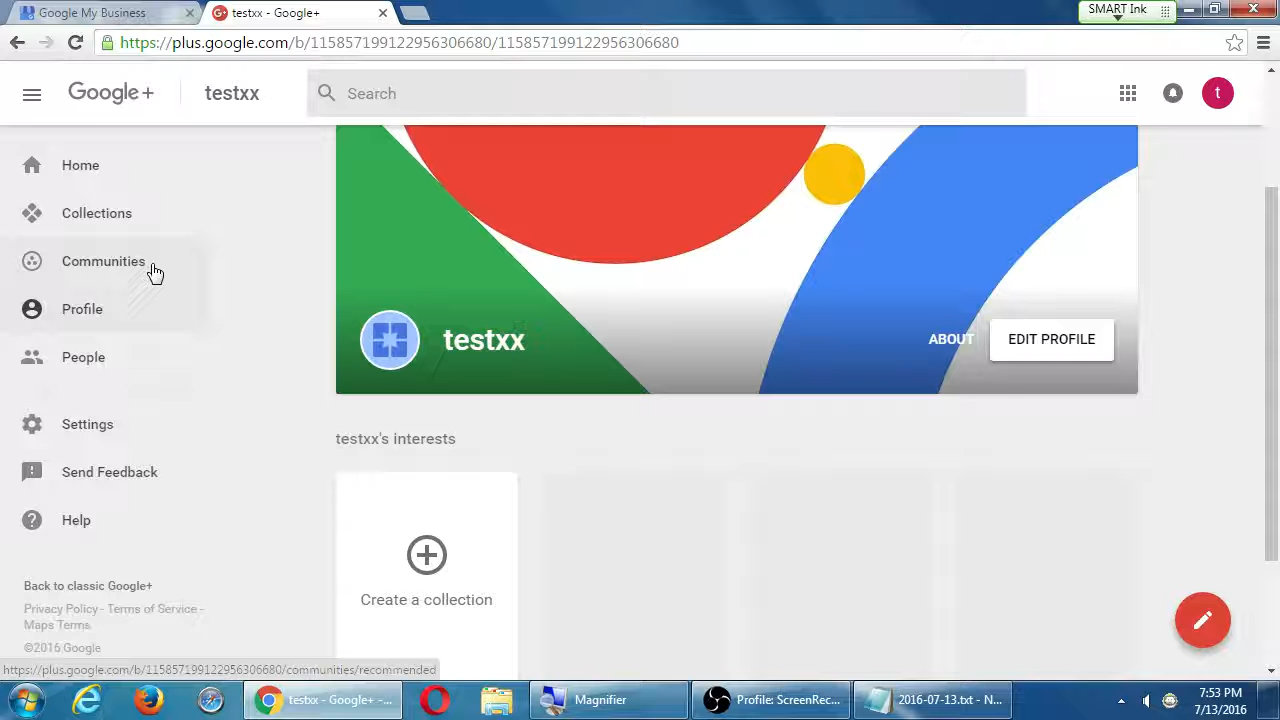 Google My Business
testxx - Google+
SMART Ink
https://plus.google.com/b/115857199122956306680/115857199122956306680
Google+
testxx
Search
t
Home
Collections
Communities
Profile
People
Settings
Send Feedback
Help
Back to classic Google+
Privacy Policy - Terms of Service -
Maps Terms
©2016 Google
testxx
ABOUT
EDIT PROFILE
testxx's interests
Create a collection
https://plus.google.com/b/115857199122956306680/communities/recommended
testxx - Google+ -...
Magnifier
Profile: ScreenRec...
2016-07-13.txt - N...
7:53 PM
7/13/2016